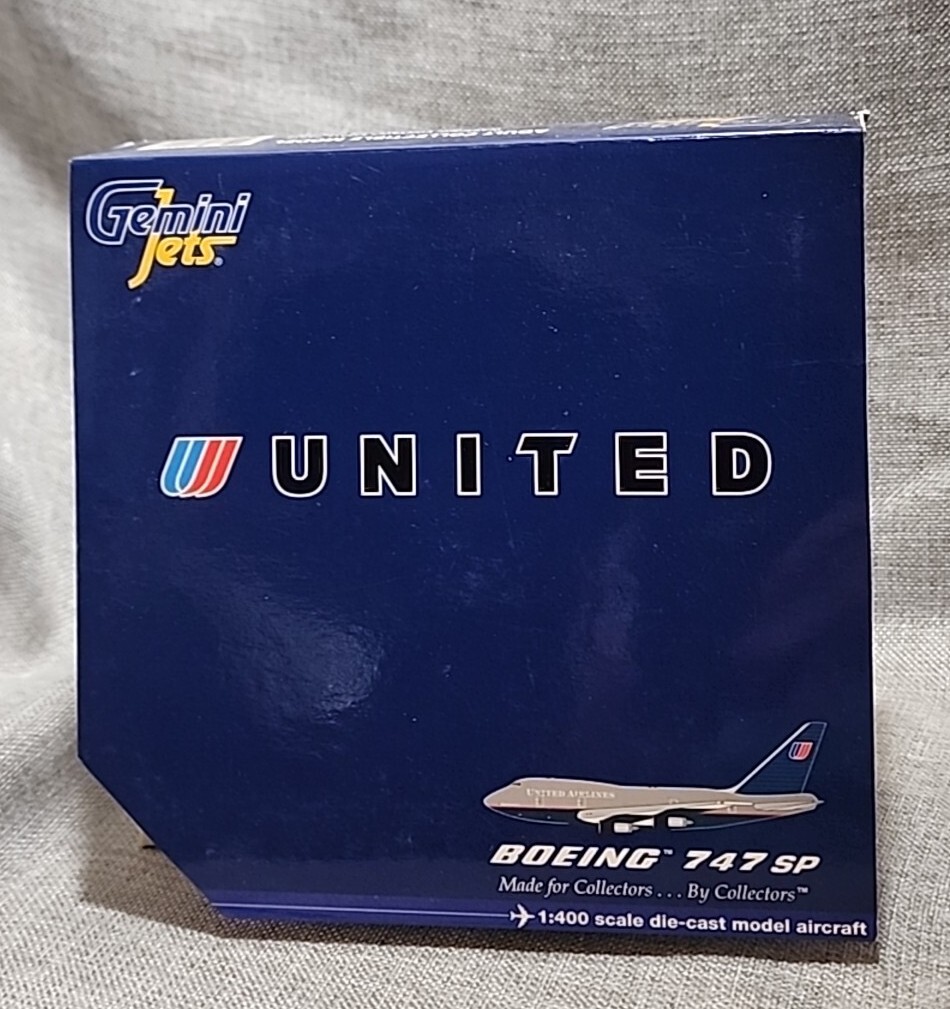 Gemini
Jets®
UNITED
UNITED AIRLINES
BOEING™ 747 SP
Made for Collectors . . . By Collectors™
1:400 scale die-cast model aircraft